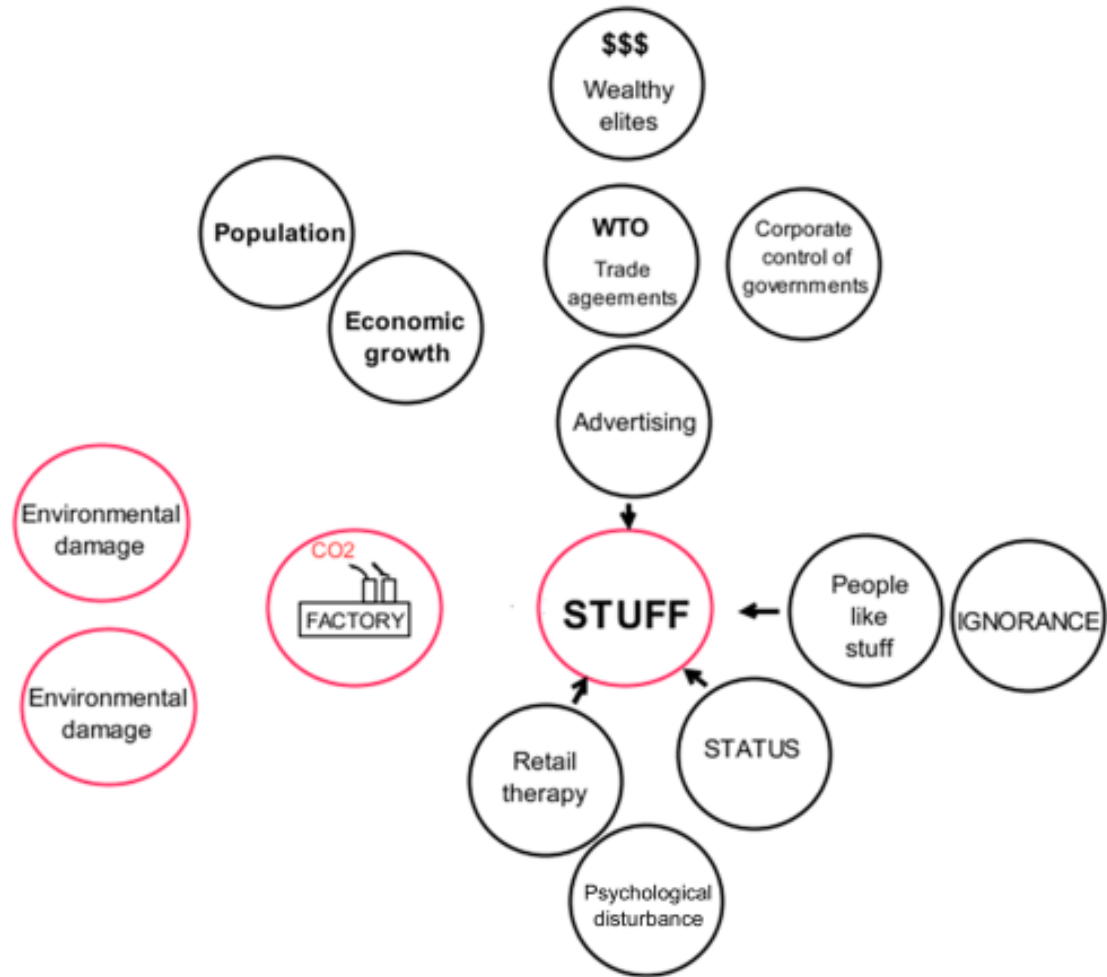 $$$
Wealthy
elites
Population
WTO
Trade
ageements
Corporate
control of
governments
Economic
growth
Advertising
Environmental
damage
CO2
FACTORY
STUFF
People
like
stuff
IGNORANCE
Environmental
damage
Retail
therapy
STATUS
Psychological
disturbance